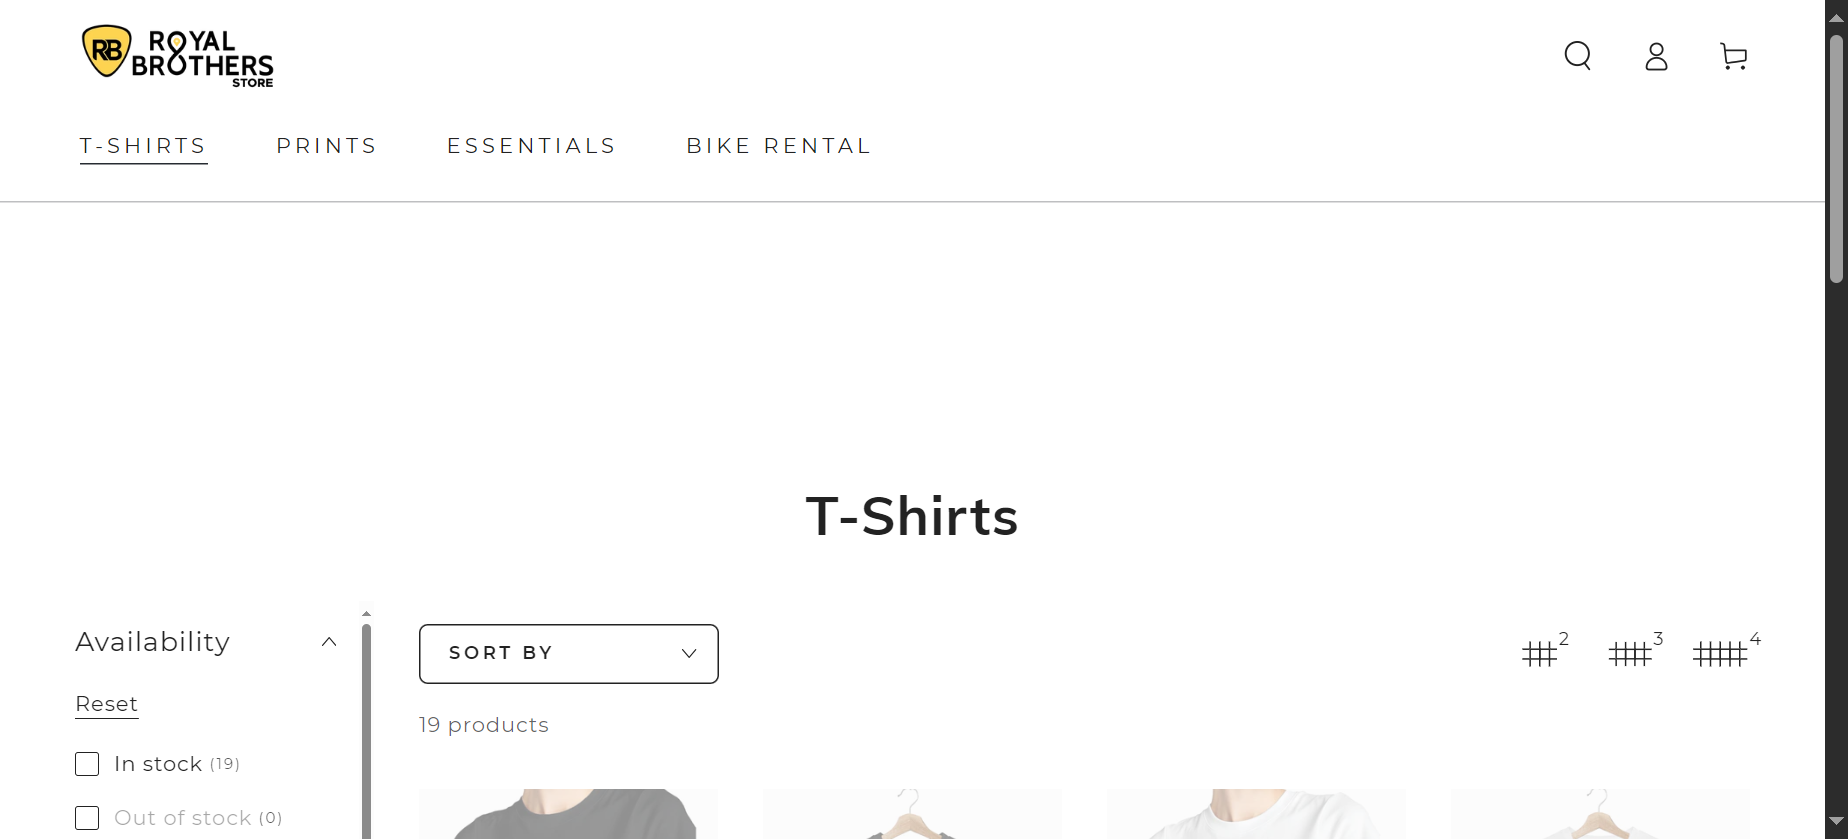 RB
ROYAL
BROTHERS
STORE
T-SHIRTS
PRINTS
ESSENTIALS
BIKE RENTAL
T-Shirts
Availability
Reset
In stock (19)
Out of stock (0)
SORT BY
2
3
4
19 products